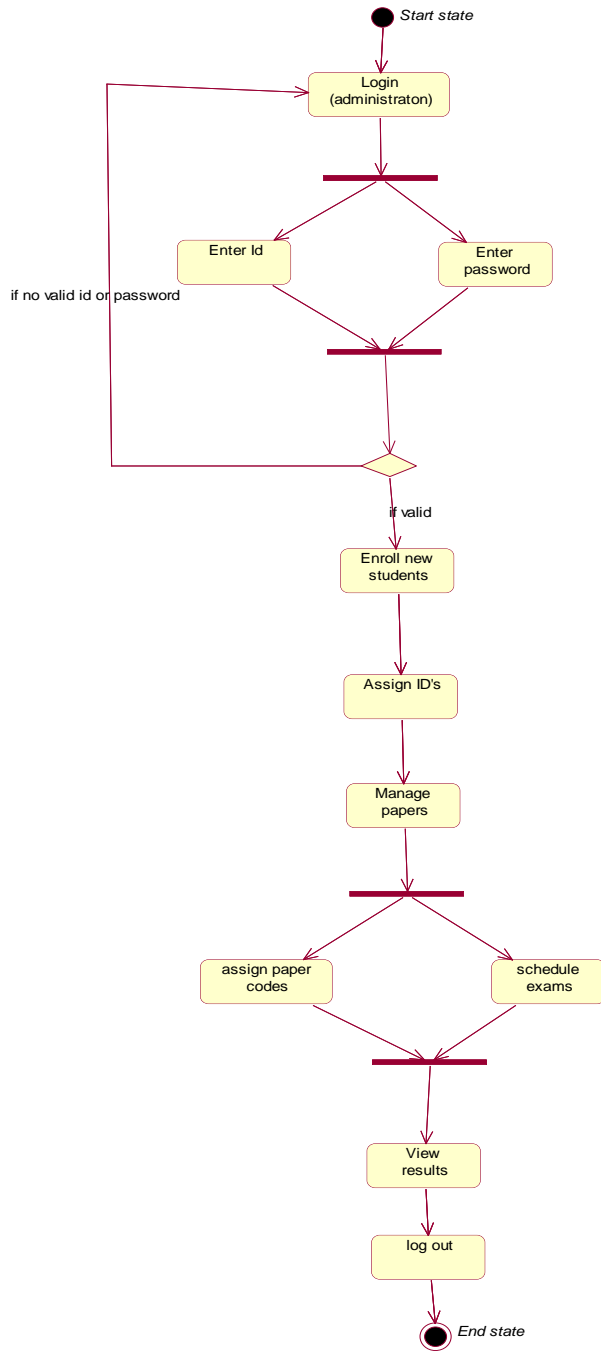 Start state
Login
(administraton)
Enter Id
Enter
password
if no valid id or password
if valid
Enroll new
students
Assign ID's
Manage
papers
assign paper
codes
schedule
exams
View
results
log out
End state